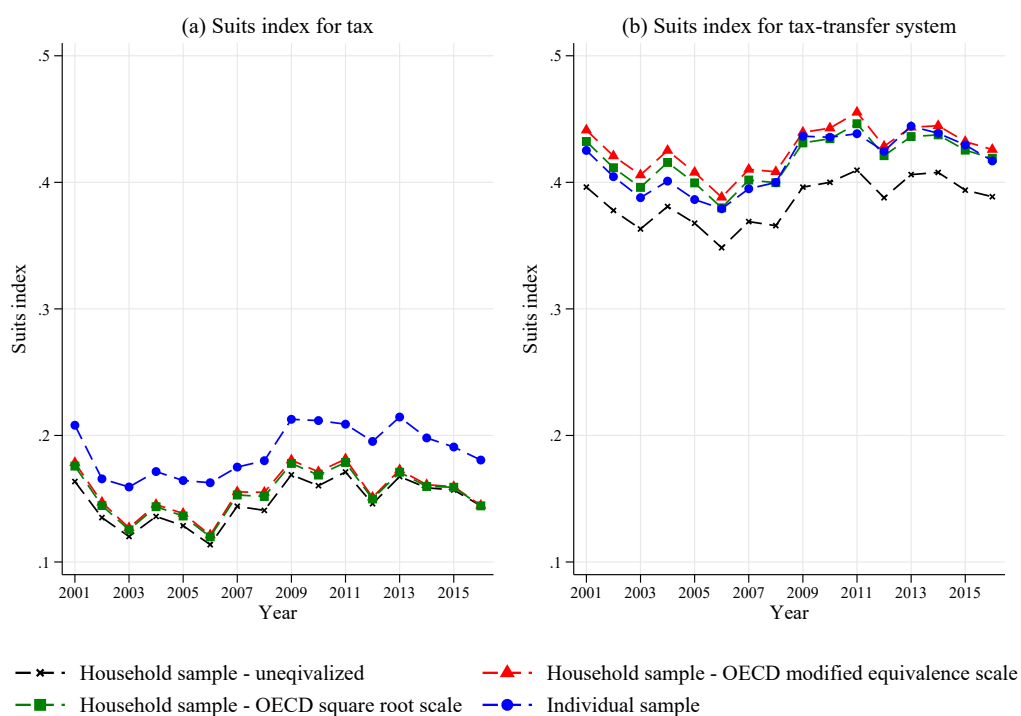 (a) Suits index for tax
(b) Suits index for tax-transfer system
Suits index
.5
.4
.3
.2
.1
2001 2003 2005 2007 2009 2011 2013 2015
Year
Suits index
.5
.4
.3
.2
.1
2001 2003 2005 2007 2009 2011 2013 2015
Year
Household sample - uneqivalized
Household sample - OECD modified equivalence scale
Household sample - OECD square root scale
Individual sample